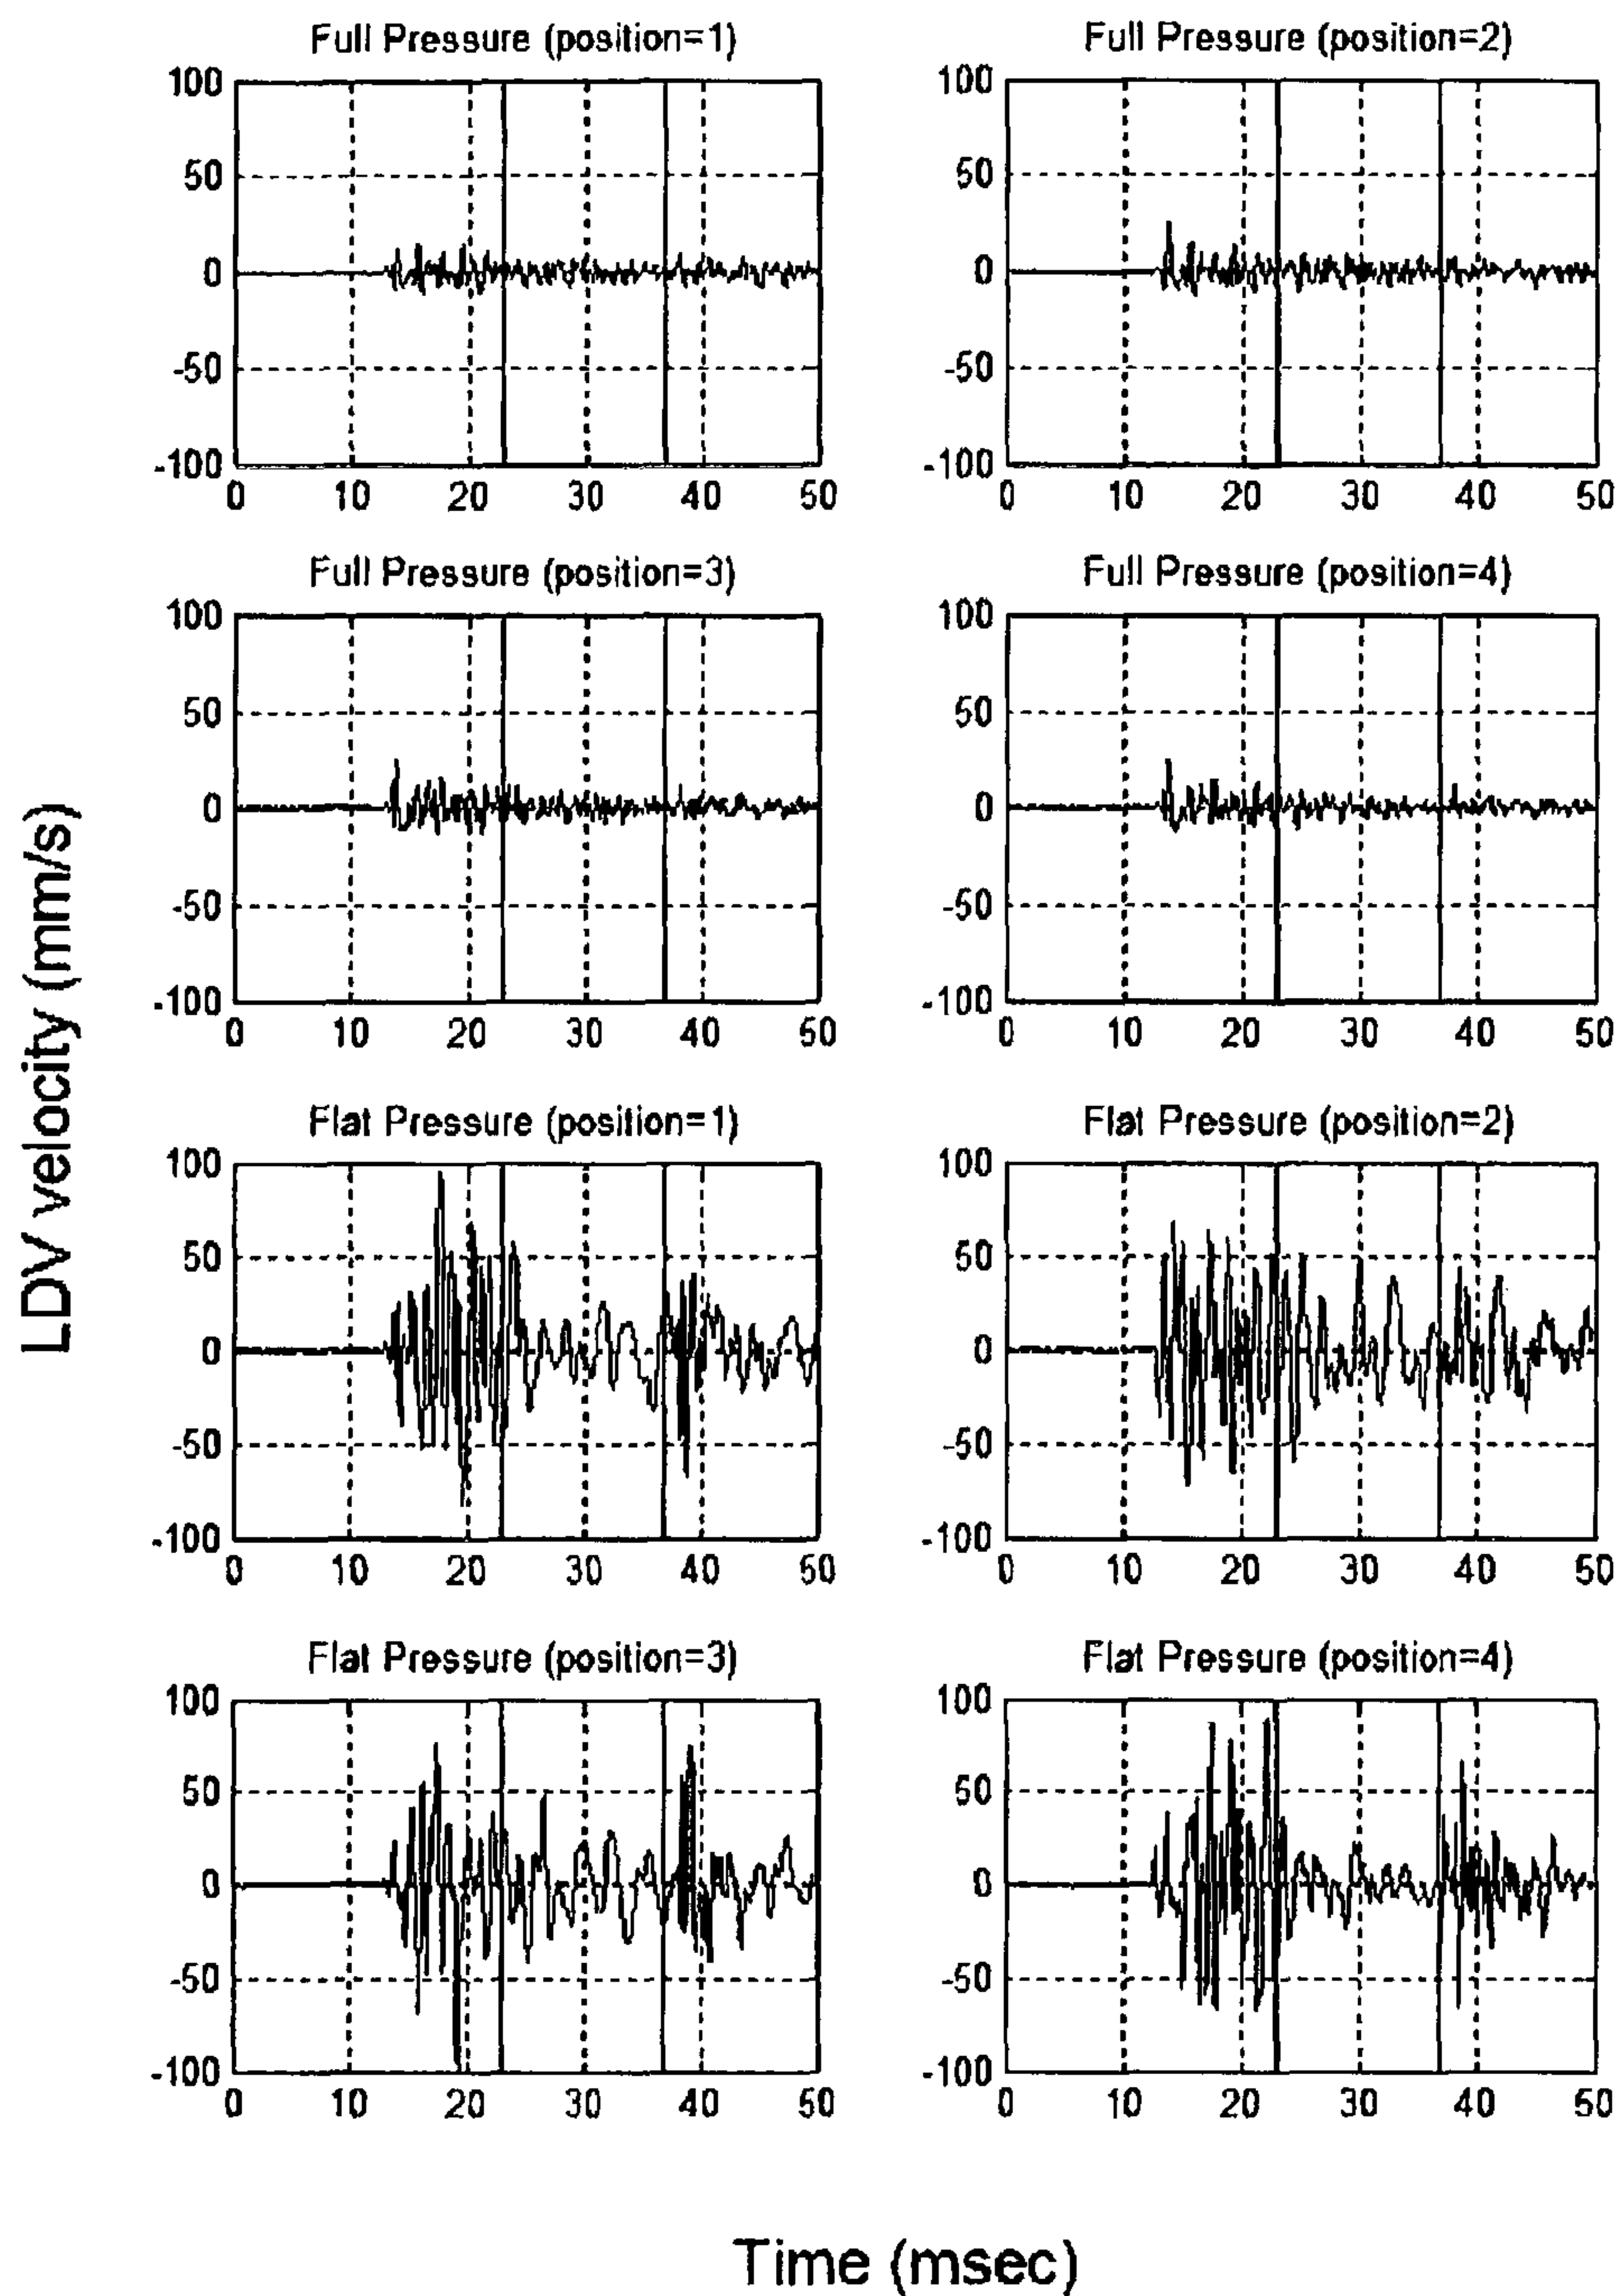 Full Pressure (position=1)
100
50
0
-50
-100
0 10 20 30 40 50
Full Pressure (position=2)
100
50
0
-50
-100
0 10 20 30 40 50
Full Pressure (position=3)
100
50
0
-50
-100
0 10 20 30 40 50
Full Pressure (position=4)
100
50
0
-50
-100
0 10 20 30 40 50
LDV velocity (mm/s)
Flat Pressure (position=1)
100
50
0
-50
-100
0 10 20 30 40 50
Flat Pressure (position=2)
100
50
0
-50
-100
0 10 20 30 40 50
Flat Pressure (position=3)
100
50
0
-50
-100
0 10 20 30 40 50
Flat Pressure (position=4)
100
50
0
-50
-100
0 10 20 30 40 50
Time (msec)